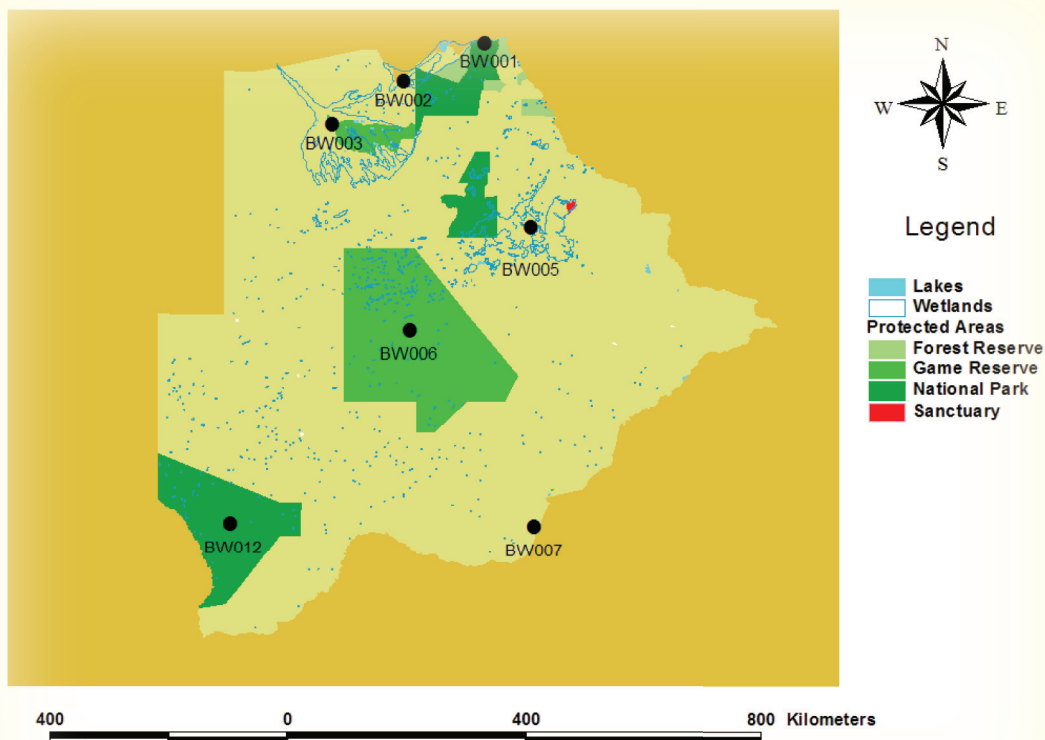 BW001
BW002
BW003
BW005
BW006
BW012
BW007
N
W E
S
Legend
Lakes
Wetlands
Protected Areas
Forest Reserve
Game Reserve
National Park
Sanctuary
400 0 400 800 Kilometers